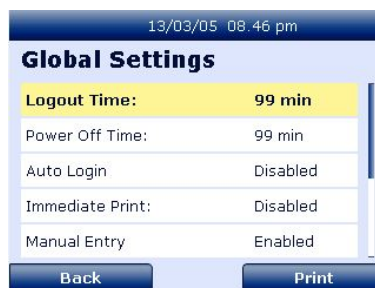 13/03/05 08.46 pm
Global Settings
Logout Time: 99 min
Power Off Time: 99 min
Auto Login Disabled
Immediate Print: Disabled
Manual Entry Enabled
Back Print